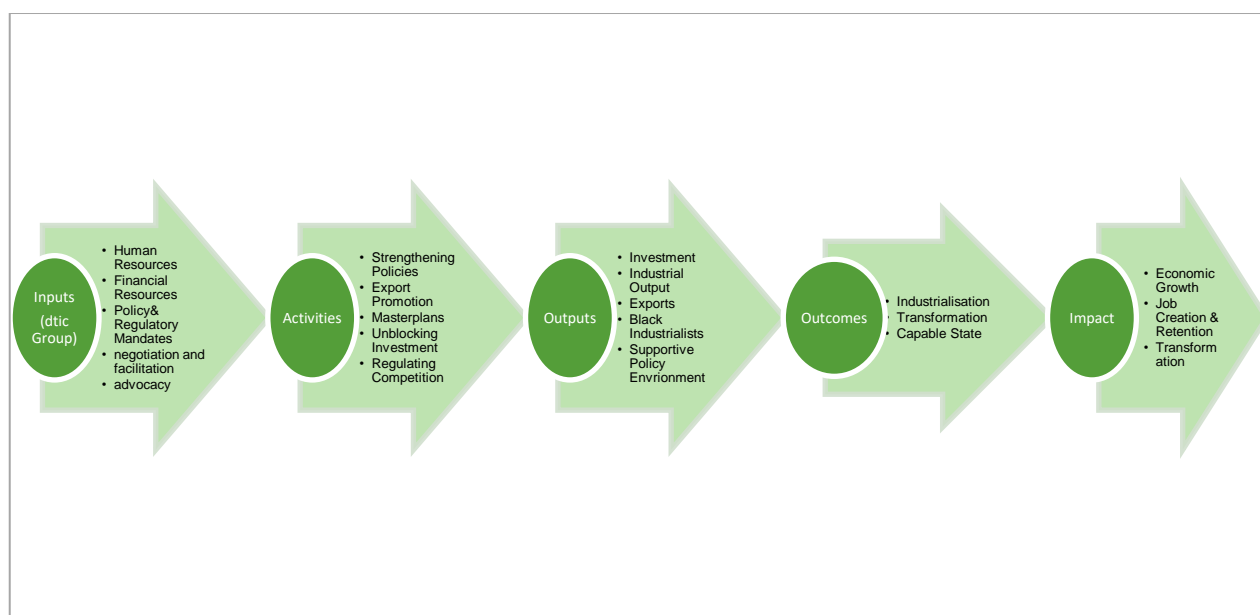 Inputs
(dtic
Group)
• Human
Resources
• Financial
Resources
• Policy&
Regulatory
Mandates
• negotiation and
facilitation
• advocacy
Activities
• Strengthening
Policies
• Export
Promotion
• Masterplans
• Unblocking
Investment
• Regulating
Competition
Outputs
• Investment
• Industrial
Output
• Exports
• Black
Industrialists
• Supportive
Policy
Envrionment
Outcomes
• Industrialisation
• Transformation
• Capable State
Impact
• Economic
Growth
• Job
Creation &
Retention
• Transform
ation